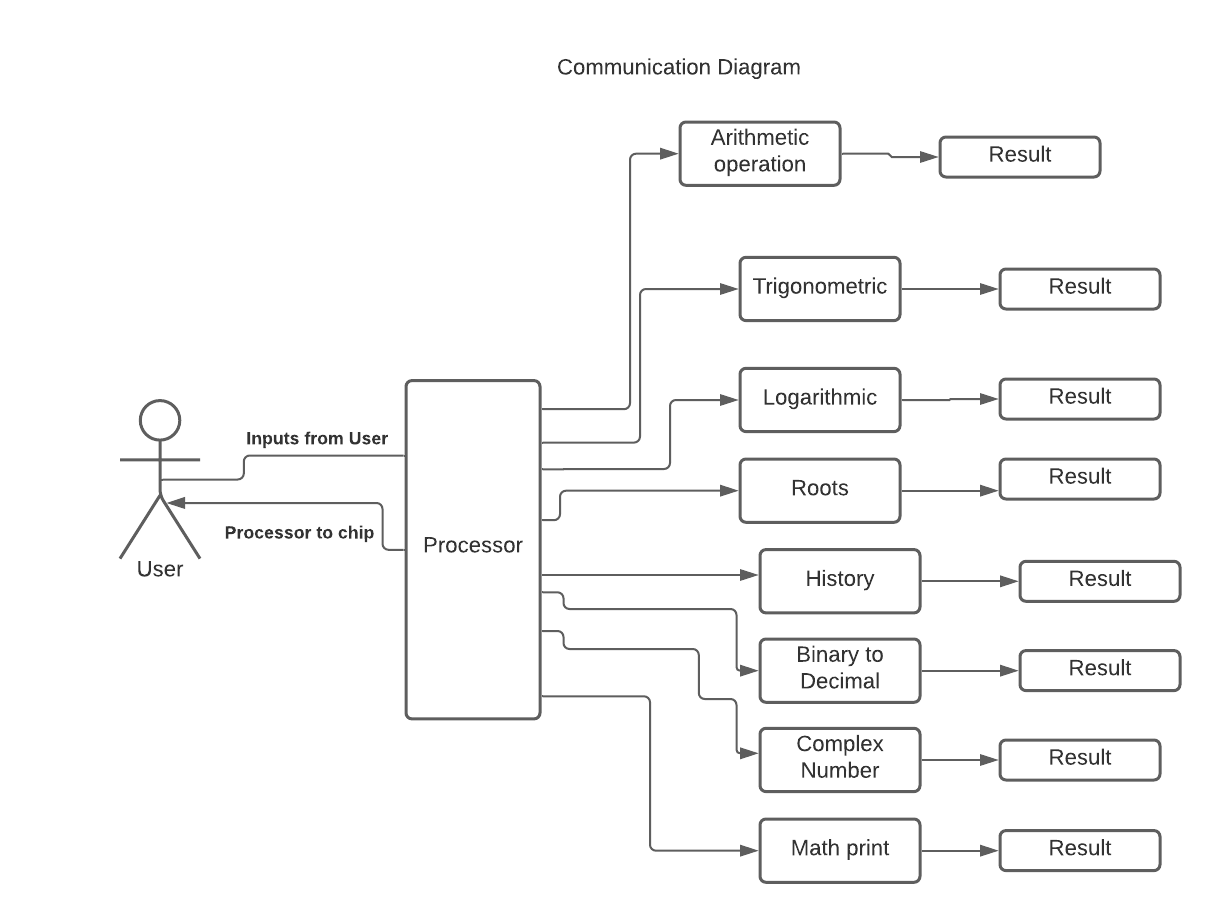 Communication Diagram
Arithmetic
operation
Result
Trigonometric
Result
Logarithmic
Result
Inputs from User
Roots
Result
Processor to chip
Processor
User
History
Result
Binary to
Decimal
Result
Complex
Number
Result
Math print
Result